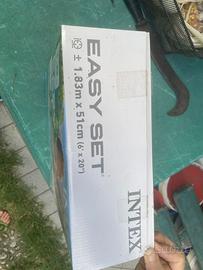 INTEX
EASY SET
± 1.83m x 51cm (6' x 20")